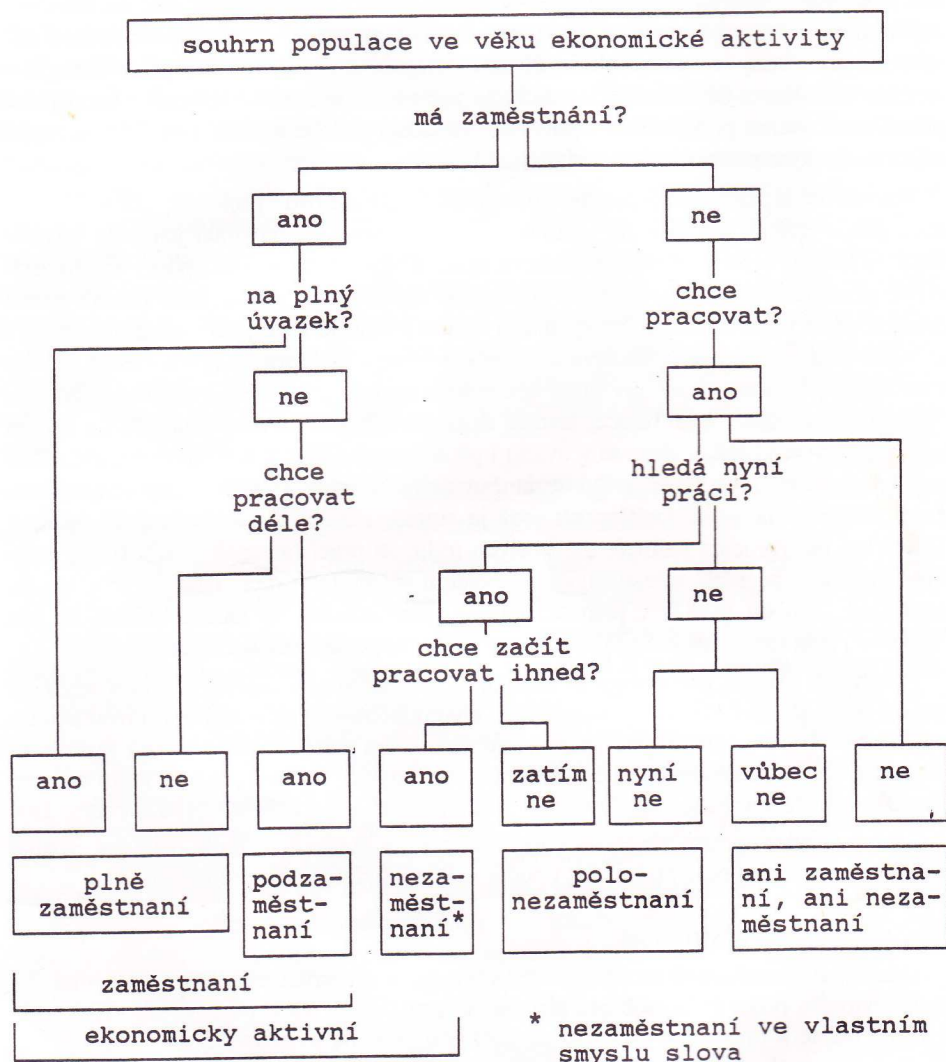 souhrn populace ve věku ekonomické aktivity
má zaměstnání?
ano
ne
na plný
úvazek?
chce
pracovat?
ne
ano
chce
pracovat
déle?
hledá nyní
práci?
ano
ne
chce začít
pracovat ihned?
ano
ne
ano
ano
zatím
ne
nyní
ne
vůbec
ne
ne
plně
zaměstnaní
podza-
měst-
naní
neza-
měst-
naní*
polo-
nezaměstnaní
ani zaměstna-
ní, ani neza-
městnaní
zaměstnaní
ekonomicky aktivní
* nezaměstnaní ve vlastním
smyslu slova